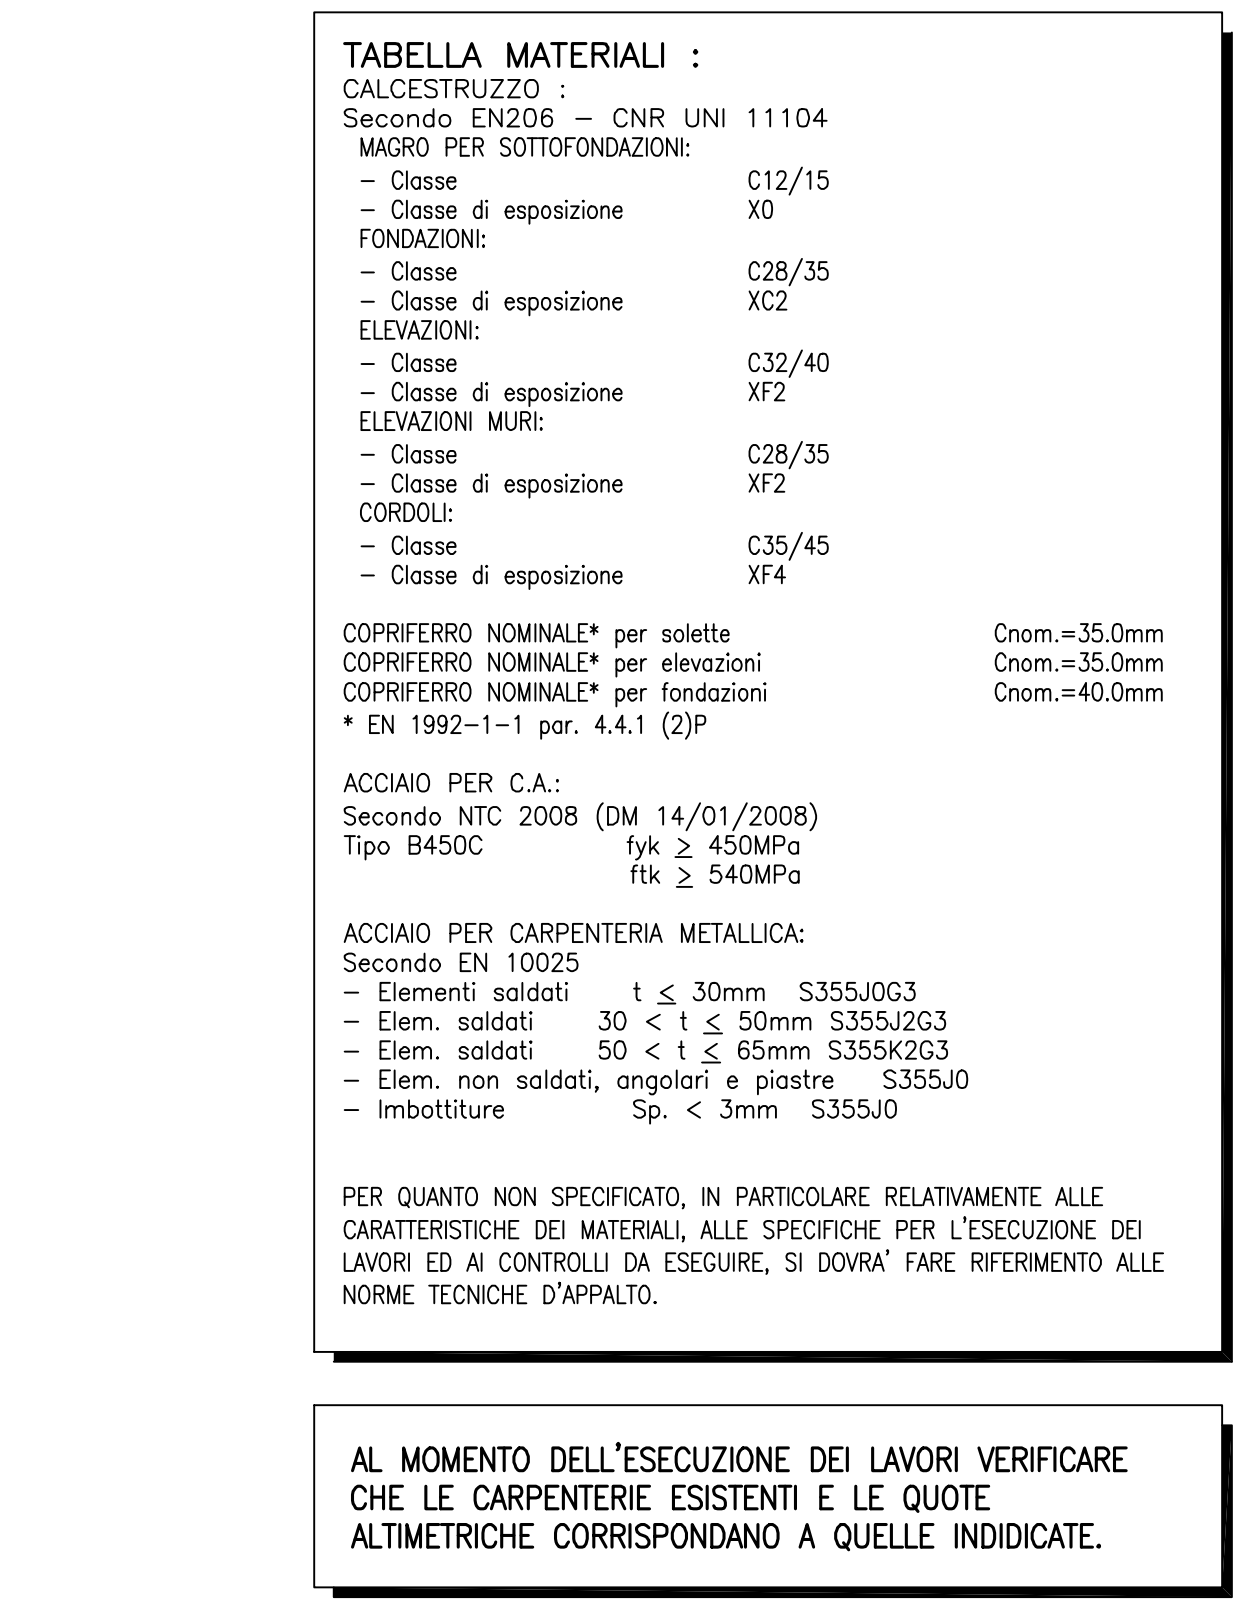 TABELLA MATERIALI :
CALCESTRUZZO :
Secondo EN206 – CNR UNI 11104
MAGRO PER SOTTOFONDAZIONI:
– Classe C12/15
– Classe di esposizione X0
FONDAZIONI:
– Classe C28/35
– Classe di esposizione XC2
ELEVAZIONI:
– Classe C32/40
– Classe di esposizione XF2
ELEVAZIONI MURI:
– Classe C28/35
– Classe di esposizione XF2
CORDOLI:
– Classe C35/45
– Classe di esposizione XF4
COPRIFERRO NOMINALE* per solette Cnom.=35.0mm
COPRIFERRO NOMINALE* per elevazioni Cnom.=35.0mm
COPRIFERRO NOMINALE* per fondazioni Cnom.=40.0mm
* EN 1992–1–1 par. 4.4.1 (2)P
ACCIAIO PER C.A.:
Secondo NTC 2008 (DM 14/01/2008)
Tipo B450C fyk ≥ 450MPa
ftk ≥ 540MPa
ACCIAIO PER CARPENTERIA METALLICA:
Secondo EN 10025
– Elementi saldati t ≤ 30mm S355J0G3
– Elem. saldati 30 < t ≤ 50mm S355J2G3
– Elem. saldati 50 < t ≤ 65mm S355K2G3
– Elem. non saldati, angolari e piastre S355J0
– Imbottiture Sp. < 3mm S355J0
PER QUANTO NON SPECIFICATO, IN PARTICOLARE RELATIVAMENTE ALLE
CARATTERISTICHE DEI MATERIALI, ALLE SPECIFICHE PER L'ESECUZIONE DEI
LAVORI ED AI CONTROLLI DA ESEGUIRE, SI DOVRA' FARE RIFERIMENTO ALLE
NORME TECNICHE D'APPALTO.
AL MOMENTO DELL'ESECUZIONE DEI LAVORI VERIFICARE
CHE LE CARPENTERIE ESISTENTI E LE QUOTE
ALTIMETRICHE CORRISPONDANO A QUELLE INDIDICATE.